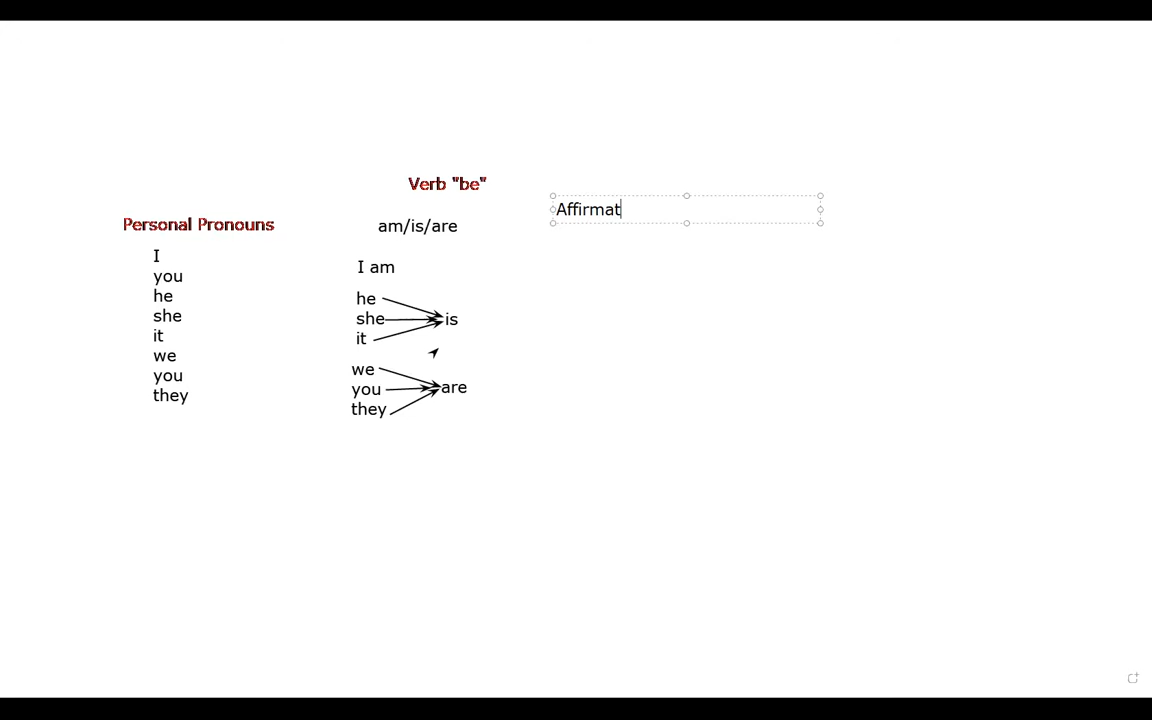 Verb "be"
Affirmat
Personal Pronouns
am/is/are
I
you
he
she
it
we
you
they
I am
he
she
it
is
we
you
they
are